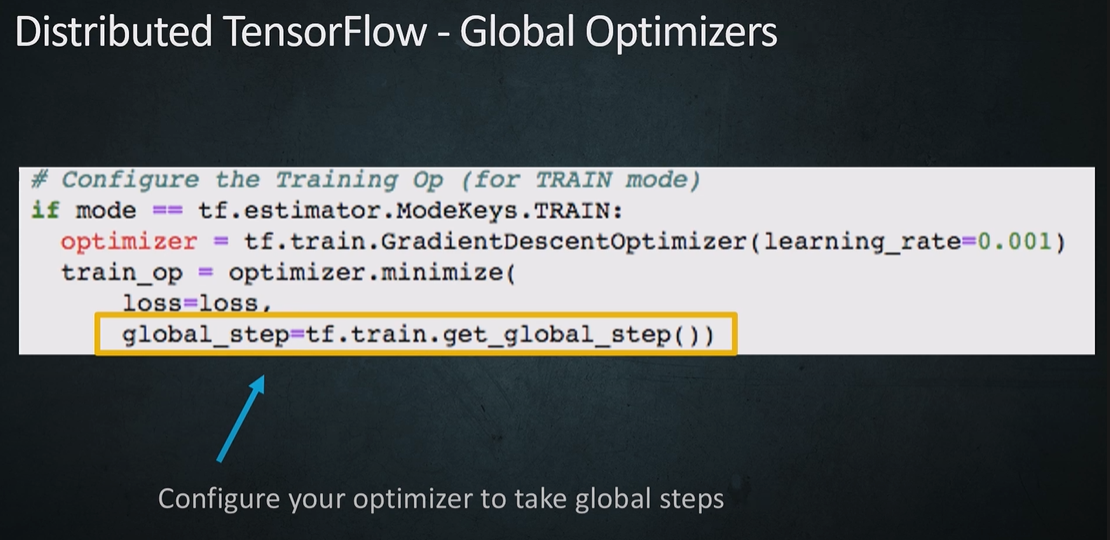 Distributed TensorFlow - Global Optimizers
# Configure the Training Op (for TRAIN mode)
if mode == tf.estimator.ModeKeys.TRAIN:
optimizer = tf.train.GradientDescentOptimizer(learning_rate=0.001)
train_op = optimizer.minimize(
loss=loss,
global_step=tf.train.get_global_step())
Configure your optimizer to take global steps